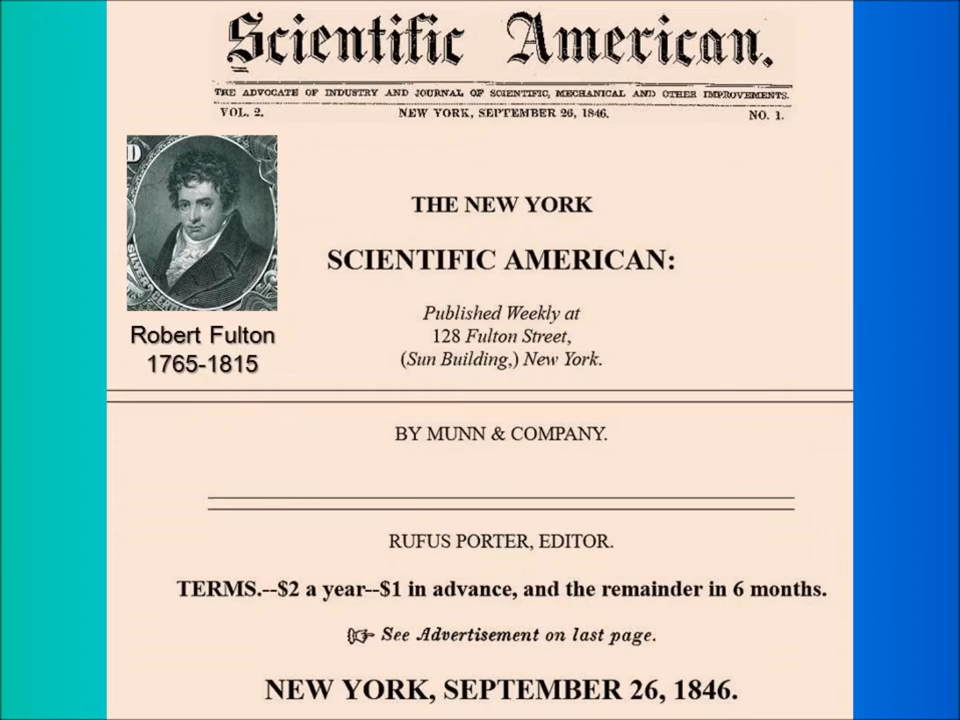 Scientific American.
THE ADVOCATE OF INDUSTRY AND JOURNAL OF SCIENTIFIC, MECHANICAL AND OTHER IMPROVEMENTS.
VOL. 2. NEW YORK, SEPTEMBER 26, 1846. NO. 1.
D
SILVER
Robert Fulton
1765-1815
THE NEW YORK
SCIENTIFIC AMERICAN:
Published Weekly at
128 Fulton Street,
(Sun Building,) New York.
BY MUNN & COMPANY.
RUFUS PORTER, EDITOR.
TERMS.--$2 a year--$1 in advance, and the remainder in 6 months.
See Advertisement on last page.
NEW YORK, SEPTEMBER 26, 1846.